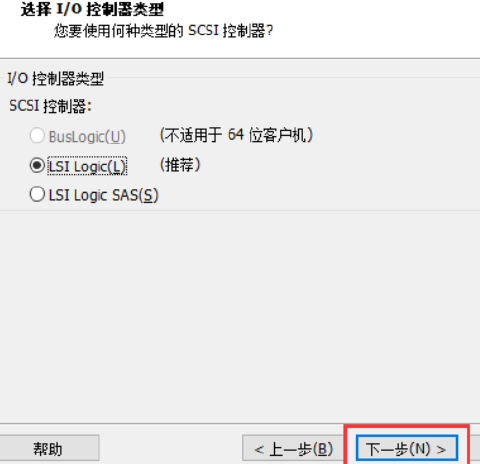 选择 I/O 控制器类型
您要使用何种类型的 SCSI 控制器?
I/O 控制器类型
SCSI 控制器:
BusLogic(U) (不适用于 64 位客户机)
LSI Logic(L) (推荐)
LSI Logic SAS(S)
帮助 < 上一步(B) 下一步(N) >